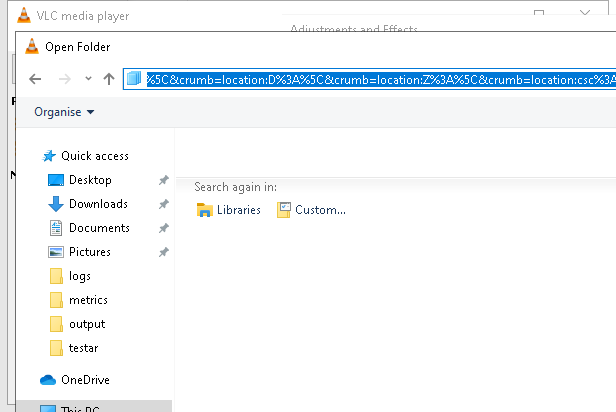 VLC media player
Adjustments and Effects
Open Folder
%5C&crumb=location:D%3A%5C&crumb=location:Z%3A%5C&crumb=location:csc%3A
Organise
Quick access
Search again in:
Desktop
Libraries
Custom...
Downloads
Documents
Pictures
logs
metrics
output
testar
OneDrive
This PC